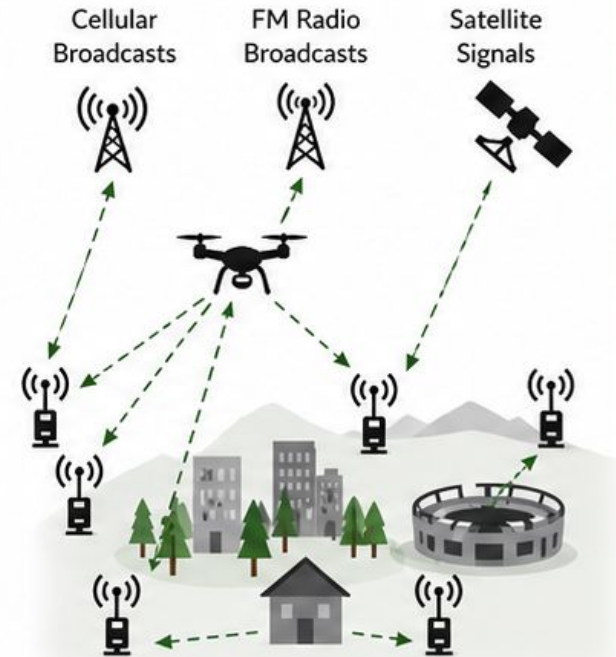 Cellular
Broadcasts
FM Radio
Broadcasts
Satellite
Signals